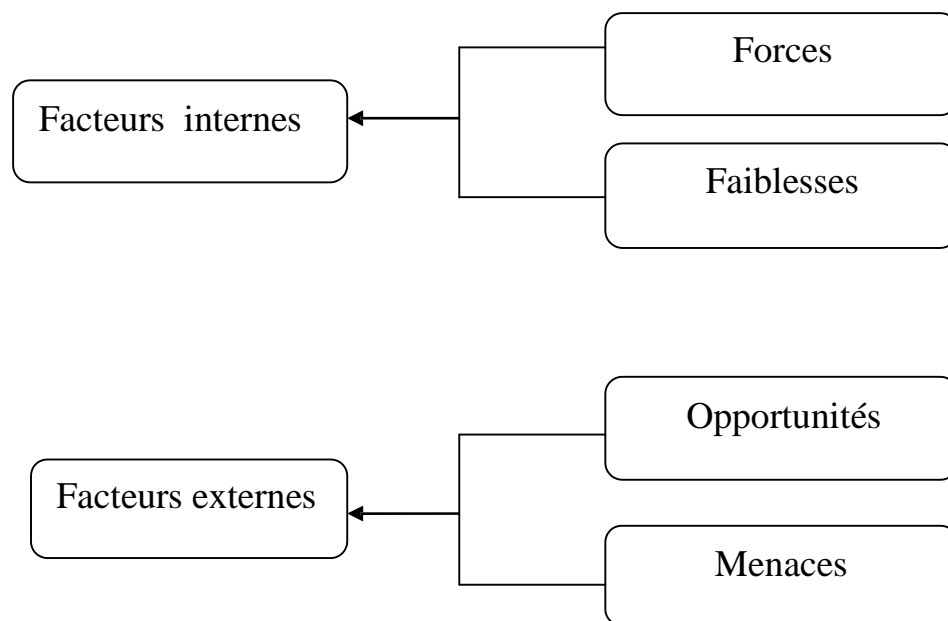 Forces
Facteurs internes
Faiblesses
Opportunités
Facteurs externes
Menaces